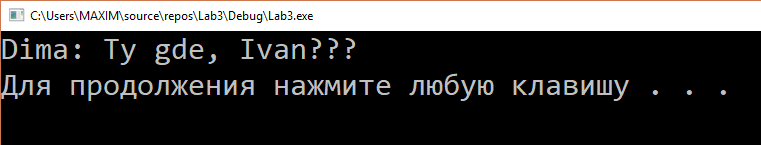 C:\Users\MAXIM\source\repos\Lab3\Debug\Lab3.exe
Dima: Ty gde, Ivan???
Для продолжения нажмите любую клавишу . . .